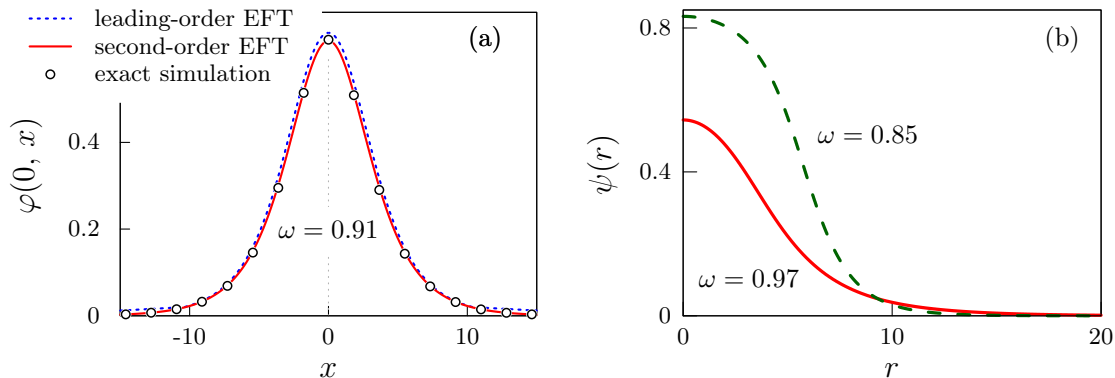 leading-order EFT
second-order EFT
exact simulation
(a)
φ(0, x)
0.4
0.2
0
ω = 0.91
-10
0
10
x
(b)
ψ(r)
0.8
0.4
0
ω = 0.85
ω = 0.97
0
10
20
r